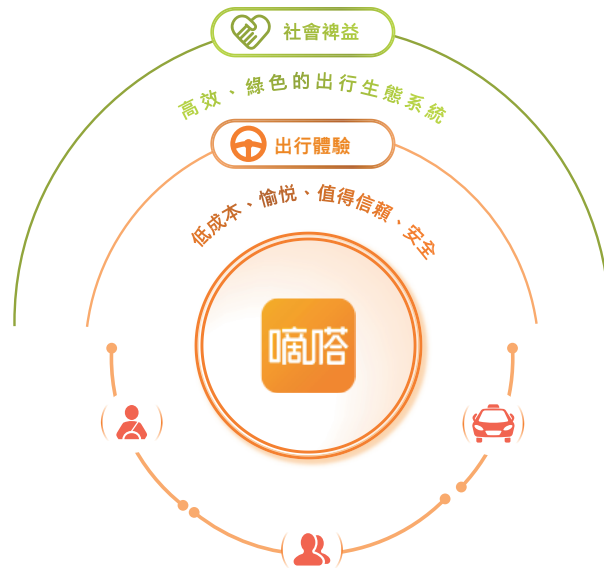 社會裨益
高效、綠色的出行生態系統
出行體驗
低成本、愉悅、值得信賴、安全
嘀嗒